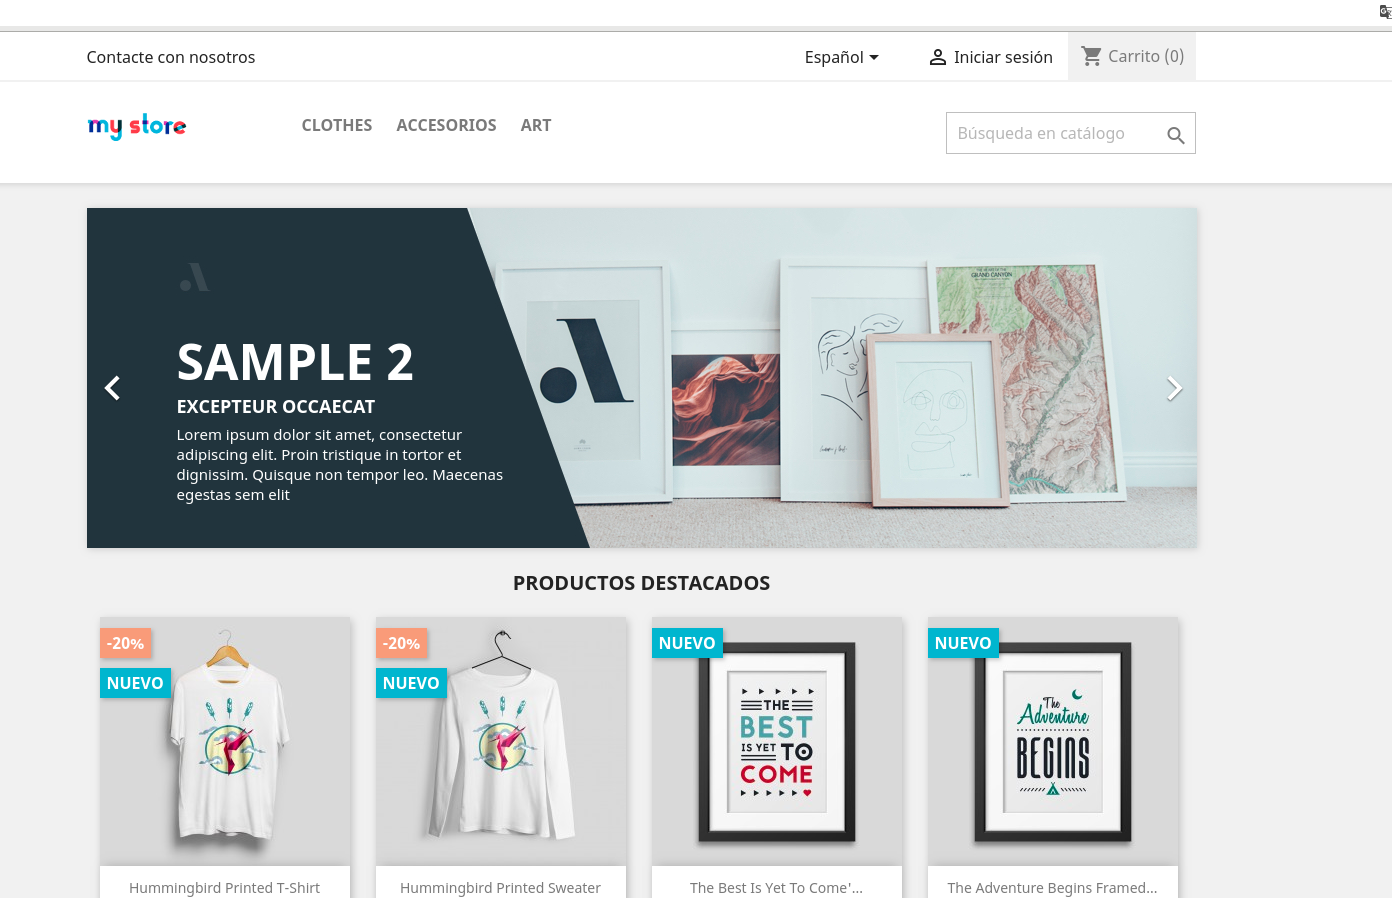 Contacte con nosotros
Español
Iniciar sesión
Carrito (0)
my store
CLOTHES
ACCESORIOS
ART
Búsqueda en catálogo
SAMPLE 2
EXCEPTEUR OCCAECAT
Lorem ipsum dolor sit amet, consectetur
adipiscing elit. Proin tristique in tortor et
dignissim. Quisque non tempor leo. Maecenas
egestas sem elit
GRAND CANYON
PRODUCTOS DESTACADOS
-20%
NUEVO
-20%
NUEVO
NUEVO
THE
BEST
IS YET TO
COME
NUEVO
The
Adventure
BEGINS
Hummingbird Printed T-Shirt
Hummingbird Printed Sweater
The Best Is Yet To Come'...
The Adventure Begins Framed...